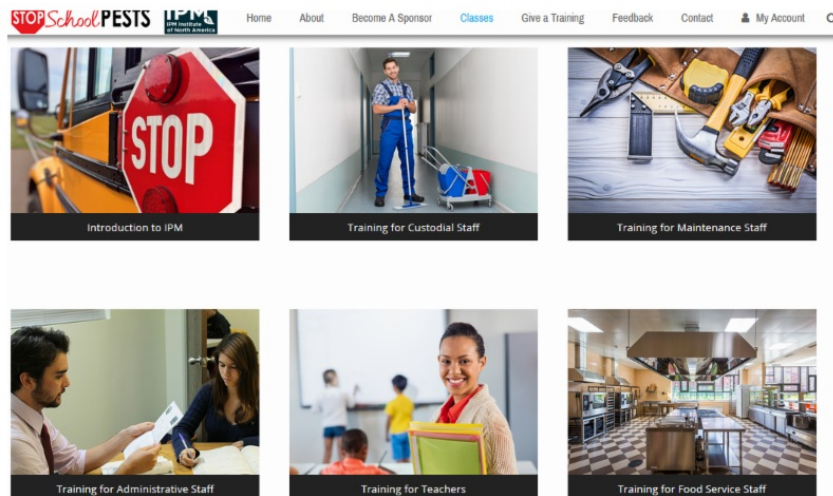 STOP School PESTS
IPM
IPM Institute
of North America
Home About Become A Sponsor Classes Give a Training Feedback Contact My Account
STOP
Introduction to IPM
Training for Custodial Staff
Training for Maintenance Staff
Training for Administrative Staff
Training for Teachers
Training for Food Service Staff